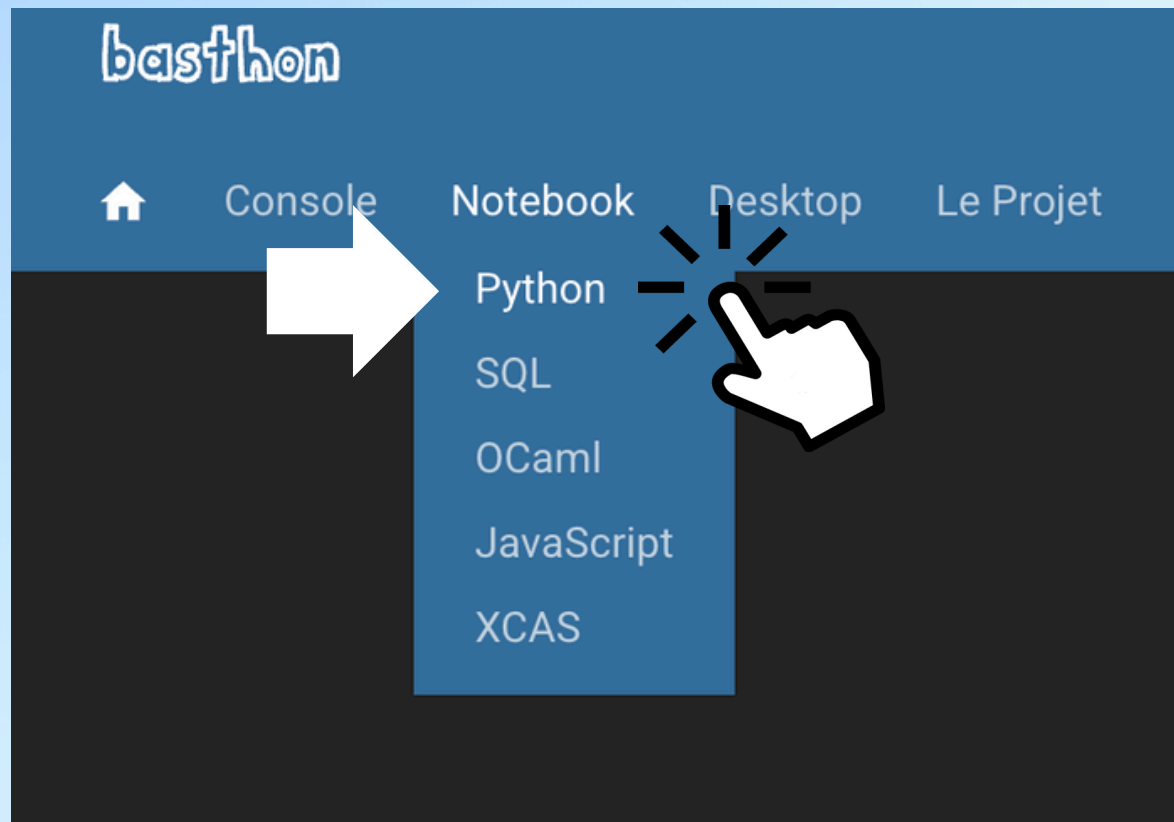 basthon
Console Notebook Desktop Le Projet
Python
SQL
OCaml
JavaScript
XCAS